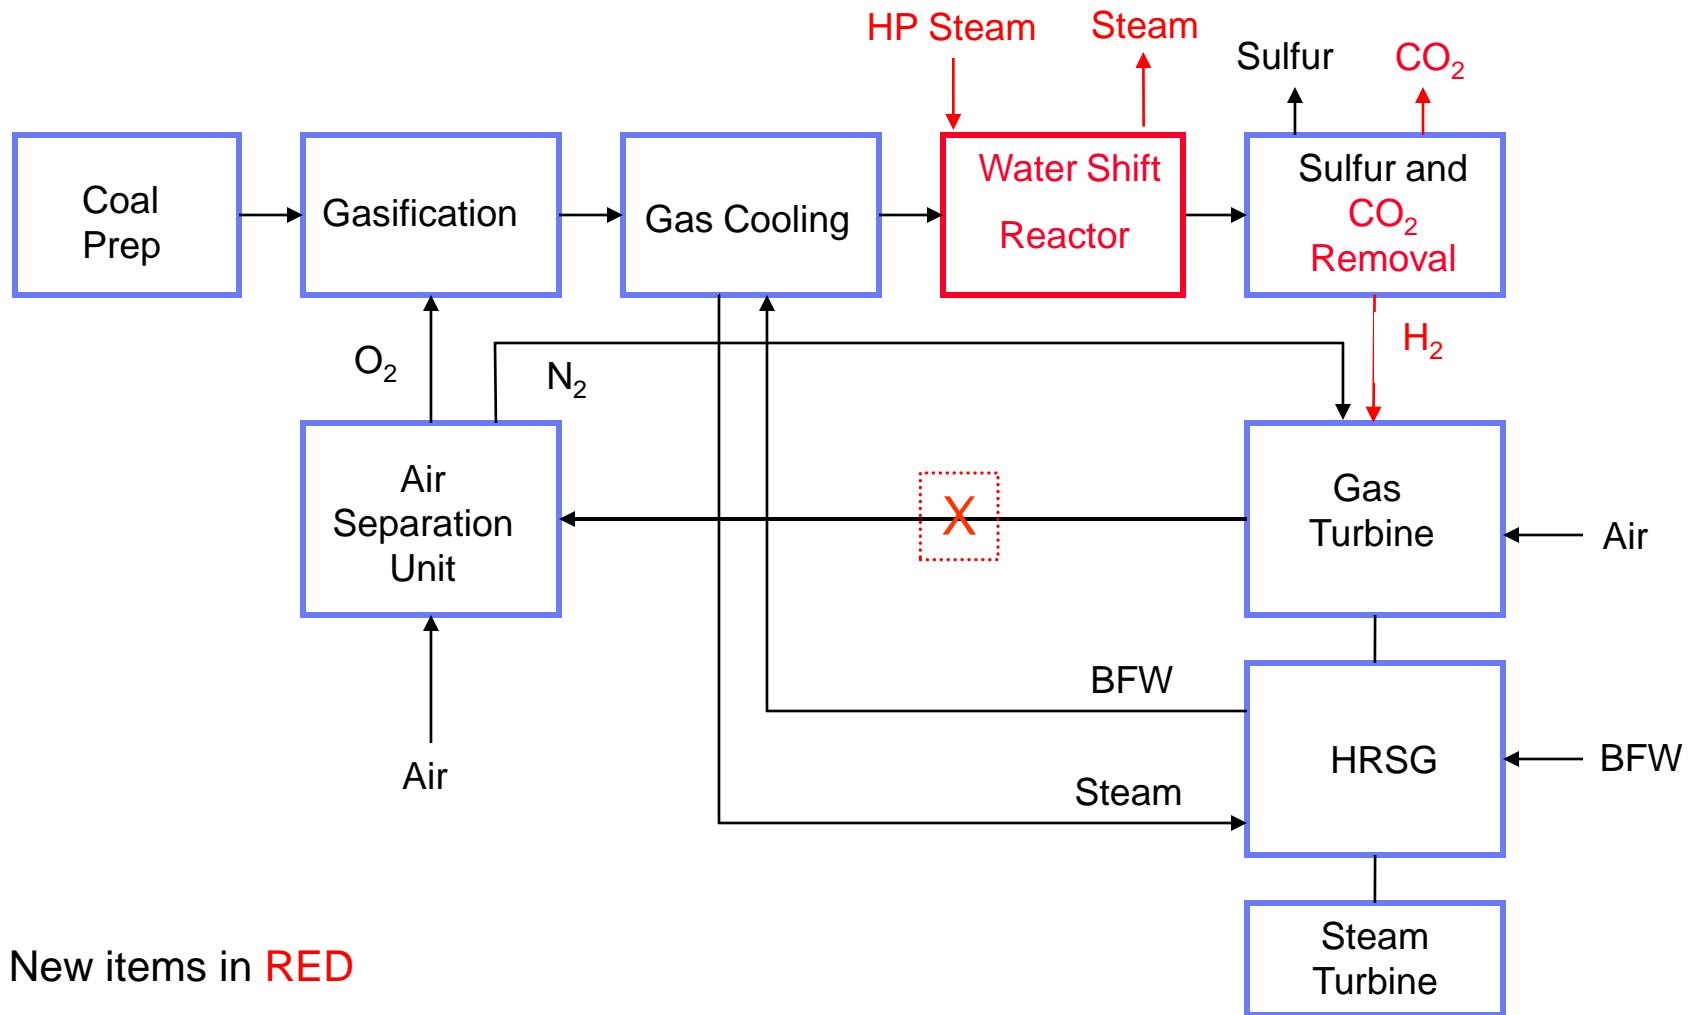 HP Steam
Steam
Sulfur
CO₂
Coal
Prep
Gasification
Gas Cooling
Water Shift
Reactor
Sulfur and
CO₂
Removal
O₂
N₂
H₂
Air
Separation
Unit
X
Gas
Turbine
Air
BFW
HRSG
BFW
Air
Steam
Steam
Turbine
New items in RED